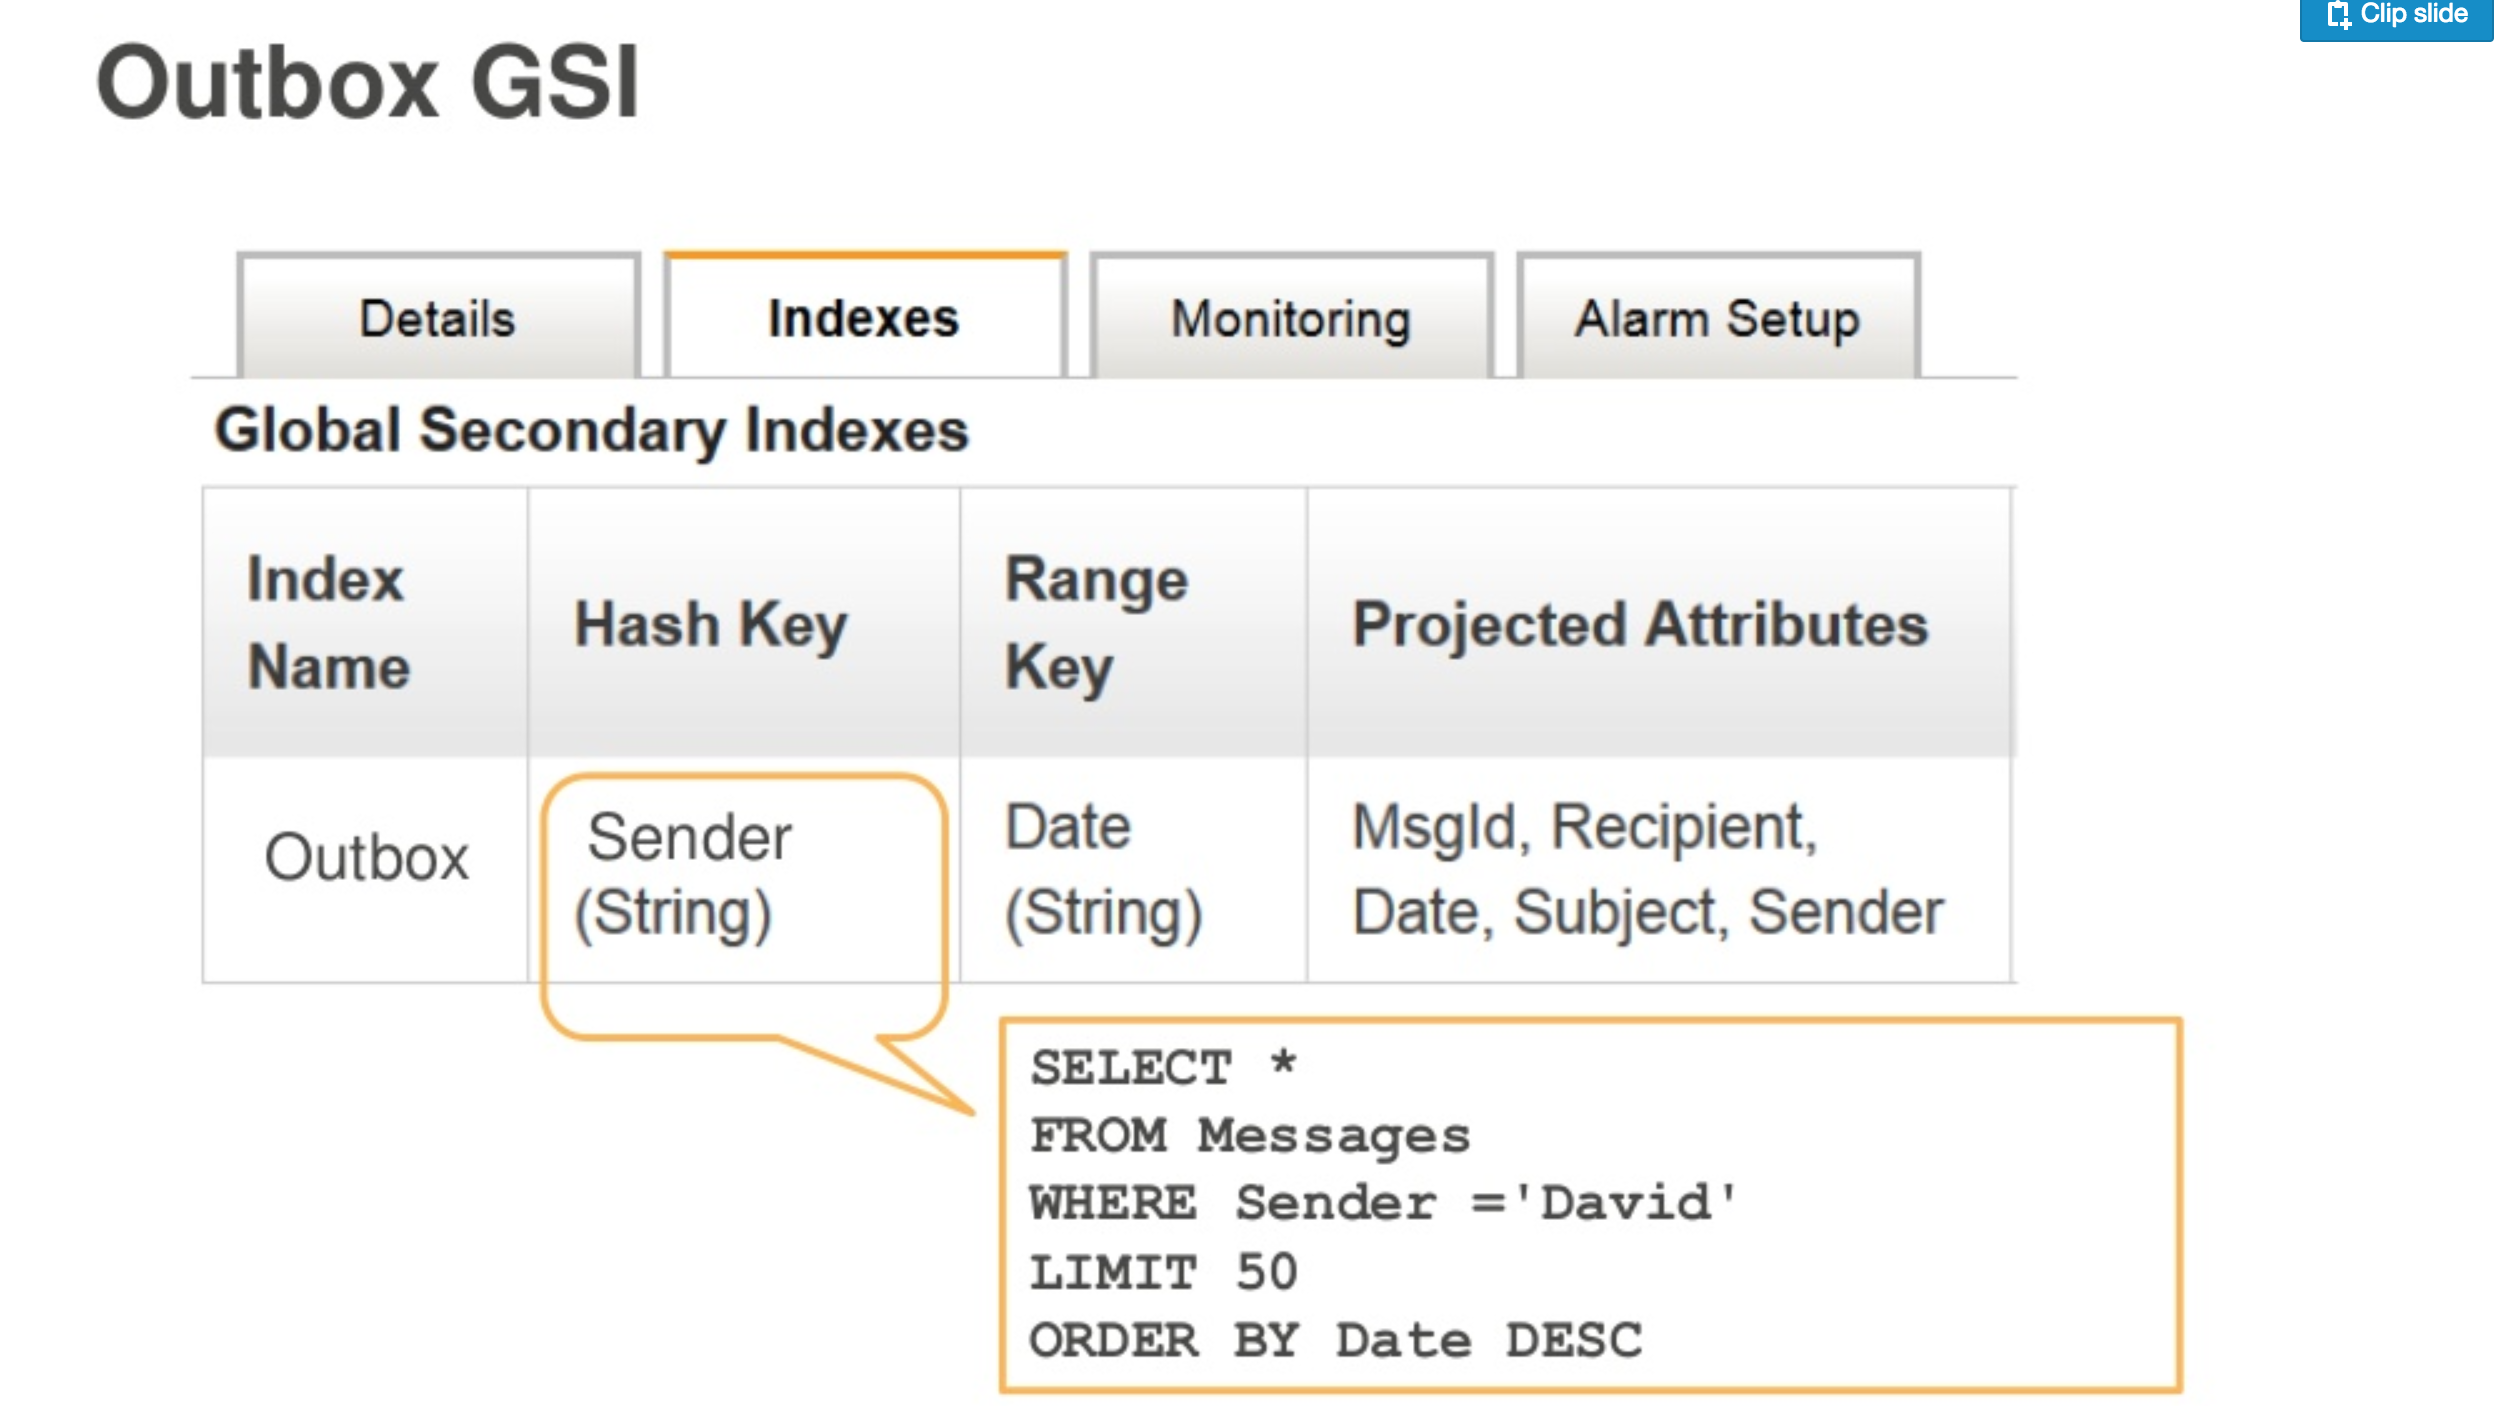 Clip slide
Outbox GSI
Details Indexes Monitoring Alarm Setup
Global Secondary Indexes
Index
Name
Hash Key
Range
Key
Projected Attributes
Outbox
Sender
(String)
Date
(String)
MsgId, Recipient,
Date, Subject, Sender
SELECT *
FROM Messages
WHERE Sender ='David'
LIMIT 50
ORDER BY Date DESC